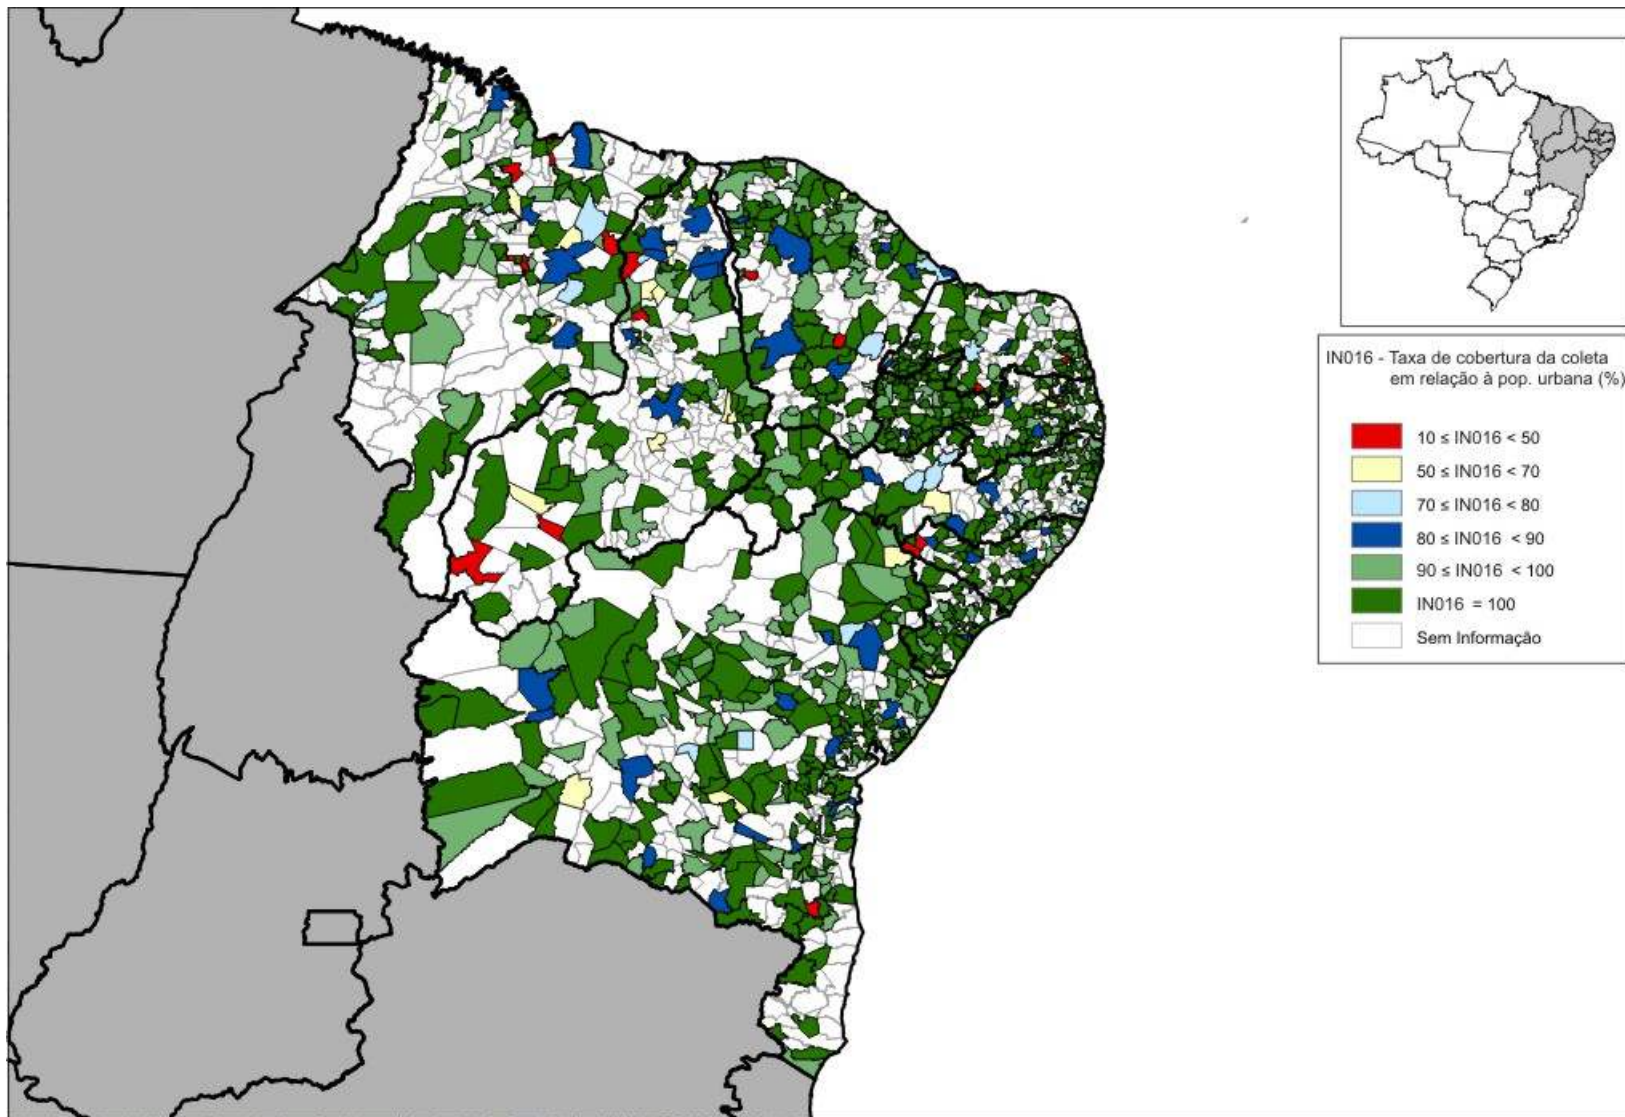 IN016 - Taxa de cobertura da coleta
em relação à pop. urbana (%)
10 ≤ IN016 < 50
50 ≤ IN016 < 70
70 ≤ IN016 < 80
80 ≤ IN016 < 90
90 ≤ IN016 < 100
IN016 = 100
Sem Informação